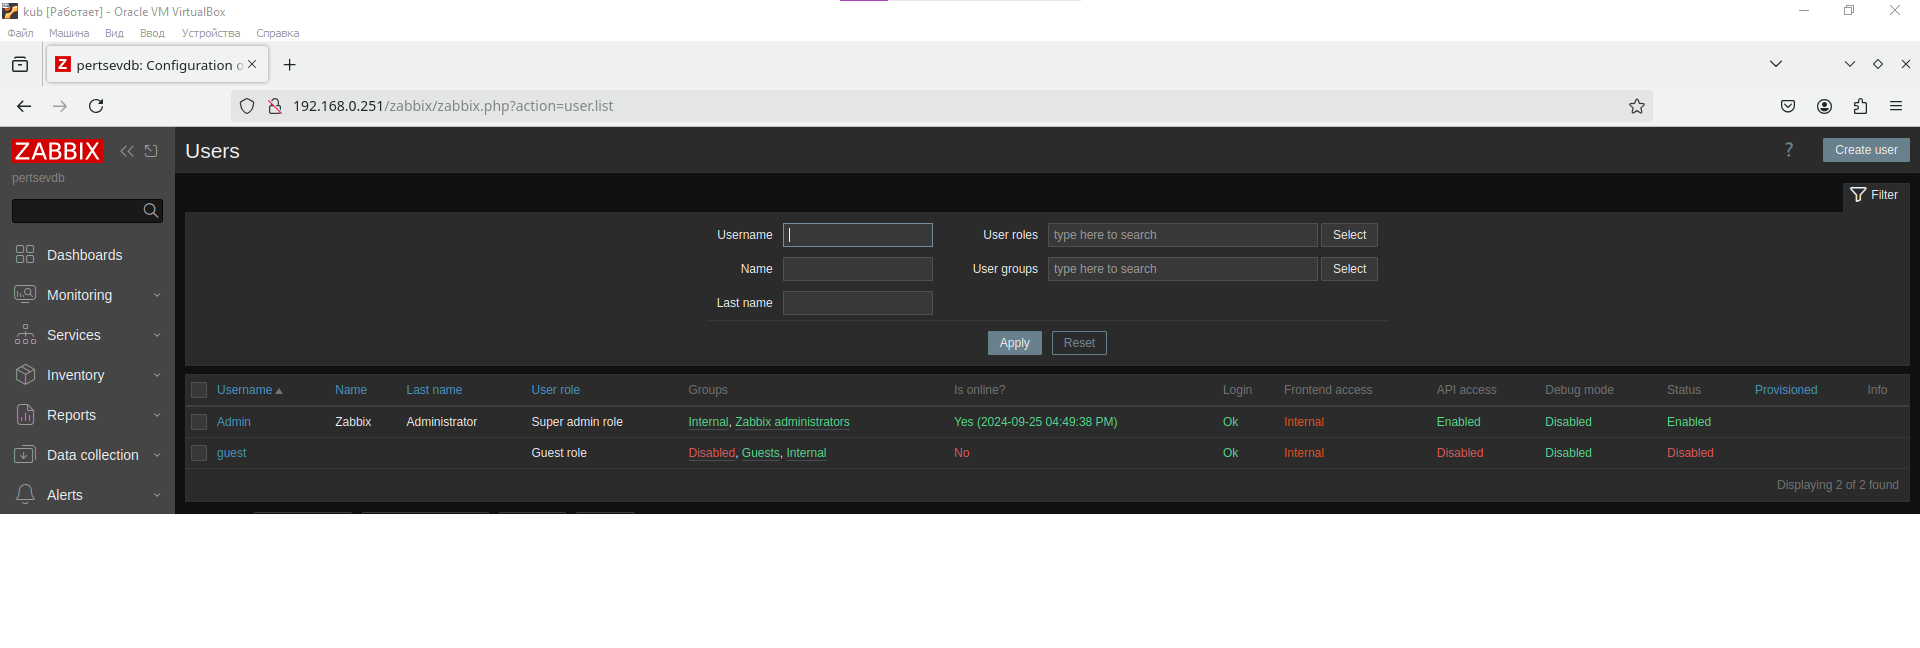 kub [Работает] - Oracle VM VirtualBox
Файл Машина Вид Ввод Устройства Справка
pertsevdb: Configuration o
192.168.0.251/zabbix/zabbix.php?action=user.list
ZABBIX
pertsevdb
Users
? Create user
Filter
Username User roles type here to search Select
Name User groups type here to search Select
Last name
Apply Reset
Dashboards
Monitoring
Services
Inventory
Reports
Data collection
Alerts
Username Name Last name User role Groups Is online? Login Frontend access API access Debug mode Status Provisioned Info
Admin Zabbix Administrator Super admin role Internal, Zabbix administrators Yes (2024-09-25 04:49:38 PM) Ok Internal Enabled Disabled Enabled
guest Guest role Disabled, Guests, Internal No Ok Internal Disabled Disabled Disabled
Displaying 2 of 2 found